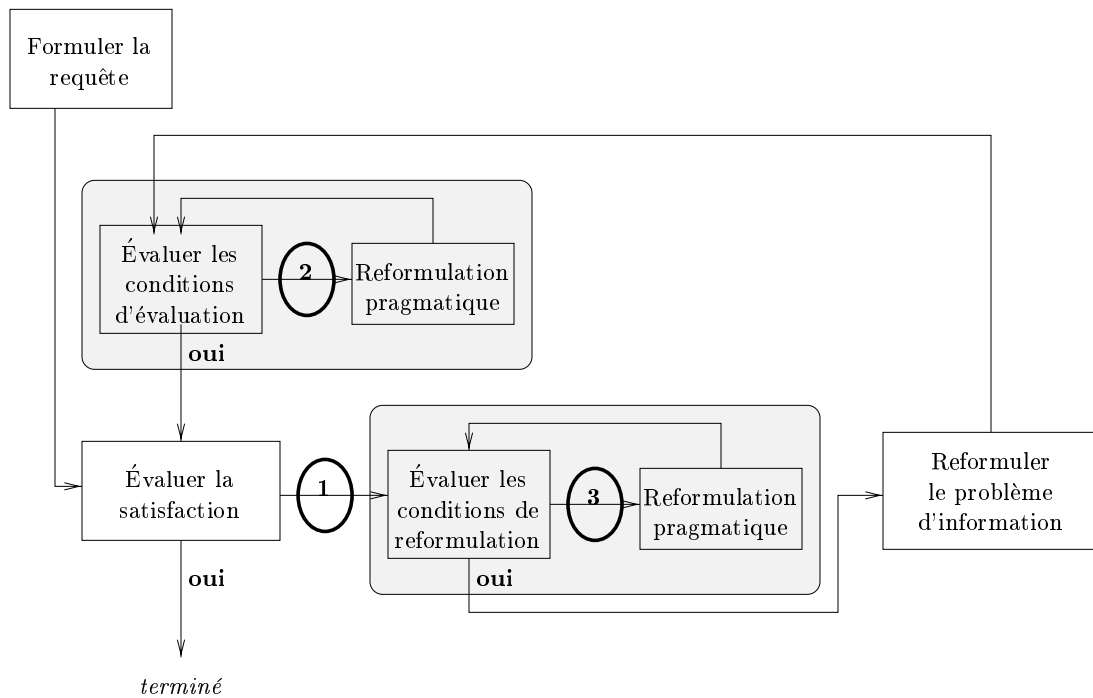 Formuler la
requête
Évaluer les
conditions
d'évaluation
2
Reformulation
pragmatique
oui
Évaluer la
satisfaction
1
Évaluer les
conditions de
reformulation
3
Reformulation
pragmatique
Reformuler
le problème
d'information
oui
oui
terminé